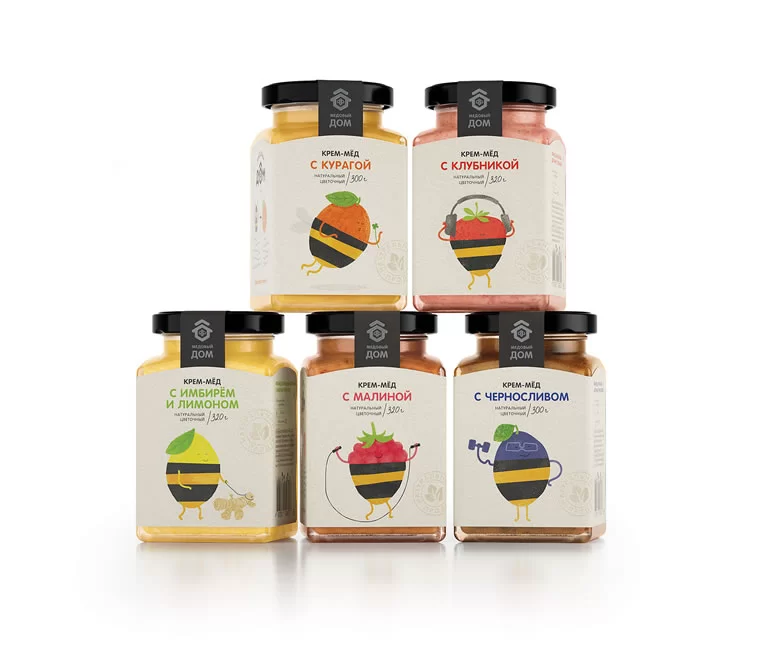 МЕДОВЫЙ
ДОМ
КРЕМ-МЁД
С КУРАГОЙ
НАТУРАЛЬНЫЙ
ЦВЕТОЧНЫЙ /300 г
МЕДОВЫЙ
ДОМ
КРЕМ-МЁД
С КЛУБНИКОЙ
НАТУРАЛЬНЫЙ
ЦВЕТОЧНЫЙ /320 г
МЕДОВЫЙ
ДОМ
КРЕМ-МЁД
С ИМБИРЁМ
И ЛИМОНОМ
НАТУРАЛЬНЫЙ
ЦВЕТОЧНЫЙ /320 г
МЕДОВЫЙ
ДОМ
КРЕМ-МЁД
С МАЛИНОЙ
НАТУРАЛЬНЫЙ
ЦВЕТОЧНЫЙ /320 г
МЕДОВЫЙ
ДОМ
КРЕМ-МЁД
С ЧЕРНОСЛИВОМ
НАТУРАЛЬНЫЙ
ЦВЕТОЧНЫЙ /300 г